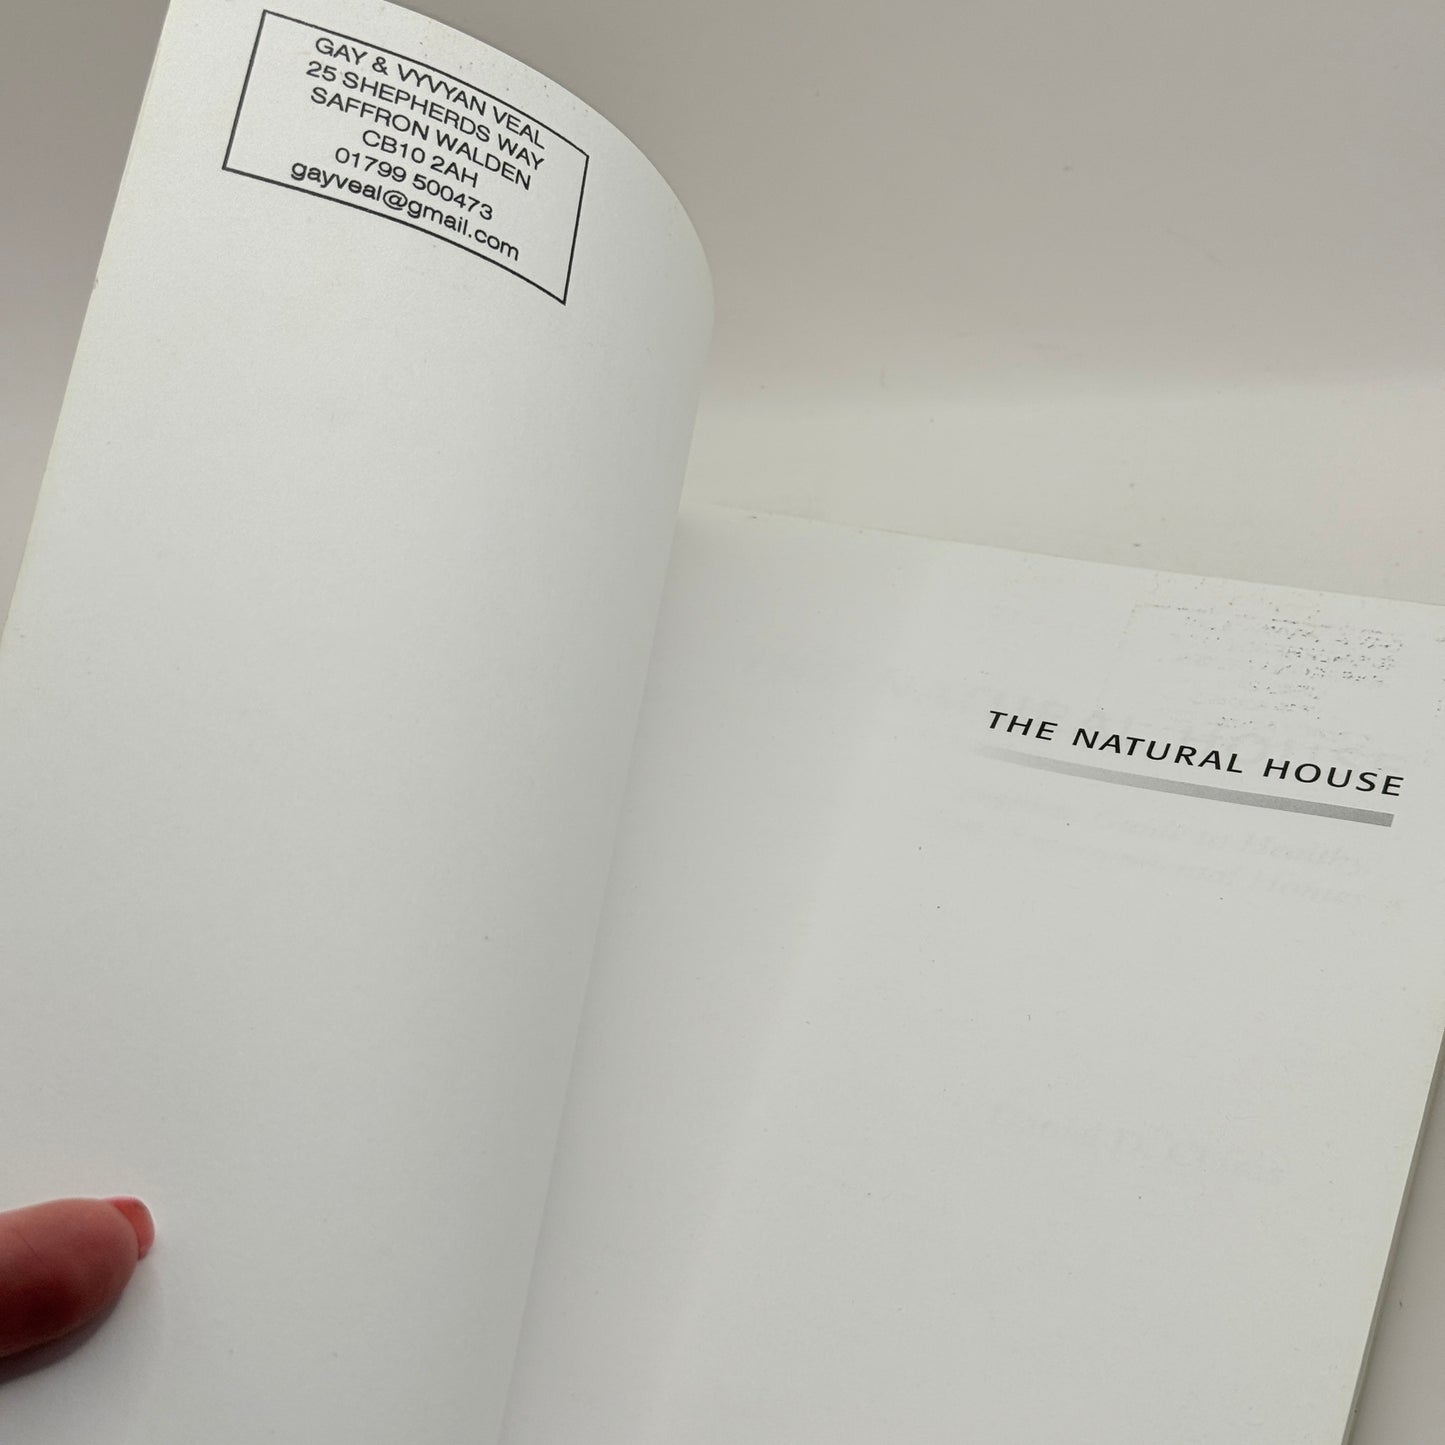 GAY & VYVYAN VEAL
25 SHEPHERDS WAY
SAFFRON WALDEN
CB10 2AH
01799 500473
gayveal@gmail.com
THE NATURAL HOUSE